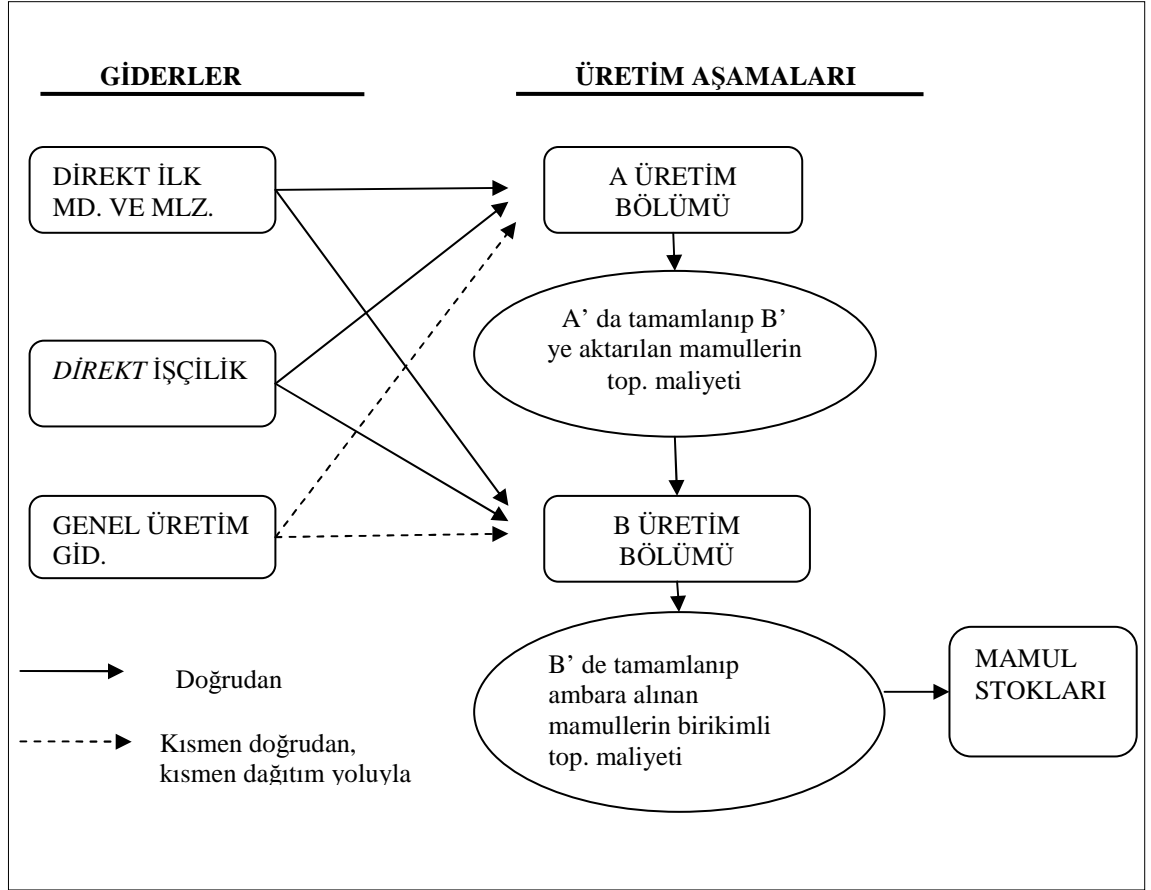 GİDERLER
ÜRETİM AŞAMALARI
DİREKT İLK
MD. VE MLZ.
A ÜRETİM
BÖLÜMÜ
A' da tamamlanıp B'
ye aktarılan mamullerin
top. maliyeti
DİREKT İŞÇİLİK
GENEL ÜRETİM
GİD.
B ÜRETİM
BÖLÜMÜ
B' de tamamlanıp
ambara alınan
mamullerin birikimli
top. maliyeti
MAMUL
STOKLARI
Doğrudan
Kısmen doğrudan,
kısmen dağıtım yoluyla